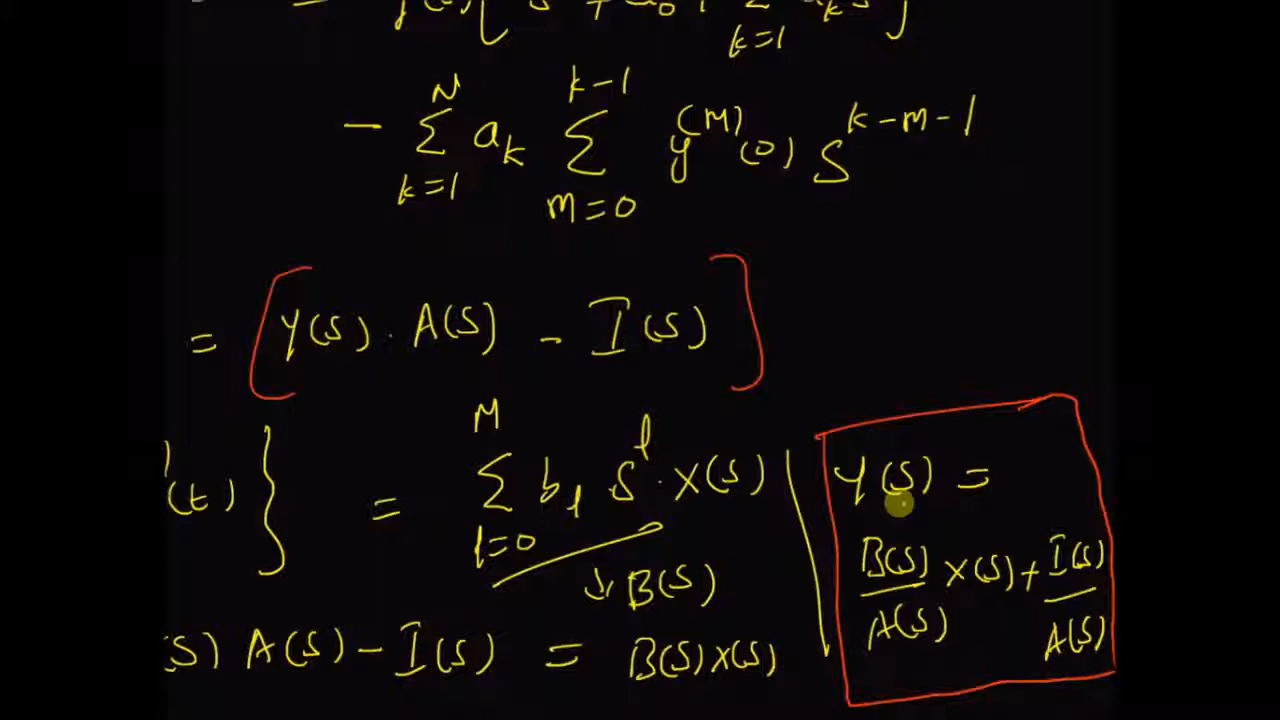 k=1
- N Σ k=1 a_k k-1 Σ m=0 y^(M)(0) S^k-m-1
= [Y(S) · A(S) - I(S)]
(t)} = M Σ l=0 b_l S^l · X(S)
↓ B(S)
S) A(S) - I(S) = B(S)X(S)
Y(S) =
B(S)/A(S) X(S) + I(S)/A(S)